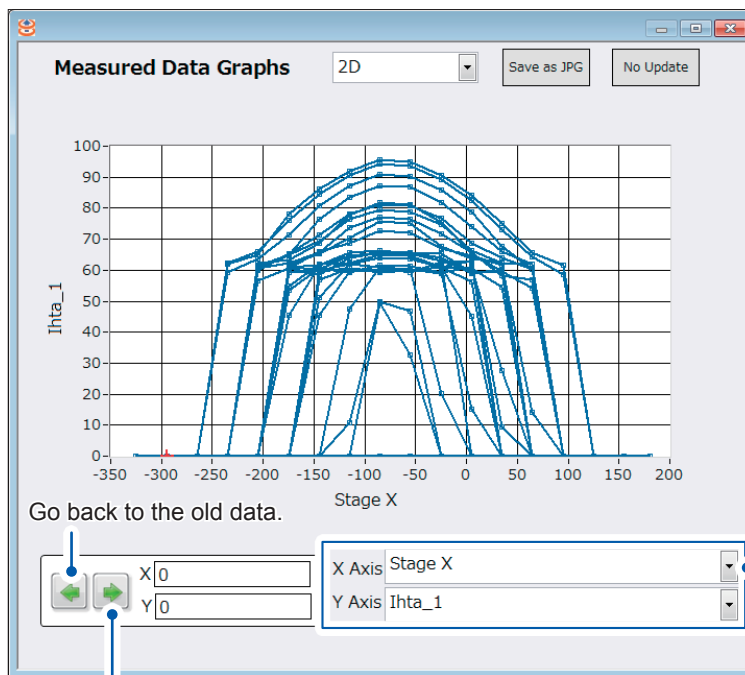 Measured Data Graphs
2D
Save as JPG
No Update
100
90
80
70
60
50
40
30
20
10
0
Ihta_1
-350 -300 -250 -200 -150 -100 -50 0 50 100 150 200
Stage X
Go back to the old data.
X 0
Y 0
X Axis Stage X
Y Axis Ihta_1